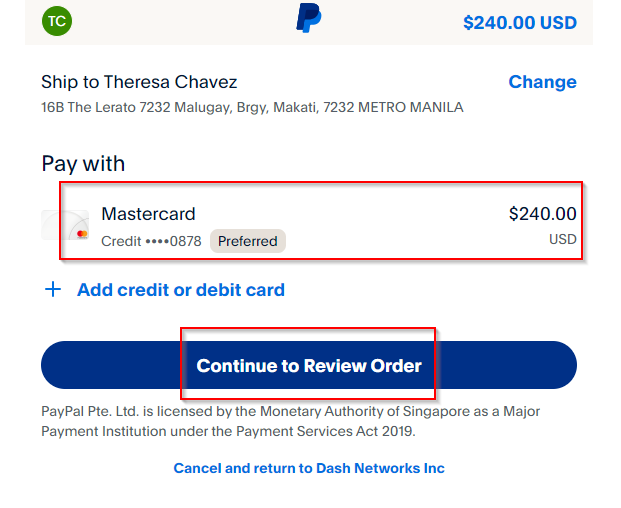 TC
$240.00 USD
Ship to Theresa Chavez
Change
16B The Lerato 7232 Malugay, Brgy, Makati, 7232 METRO MANILA
Pay with
Mastercard
$240.00
Credit ••••0878 Preferred
USD
+ Add credit or debit card
Continue to Review Order
PayPal Pte. Ltd. is licensed by the Monetary Authority of Singapore as a Major
Payment Institution under the Payment Services Act 2019.
Cancel and return to Dash Networks Inc